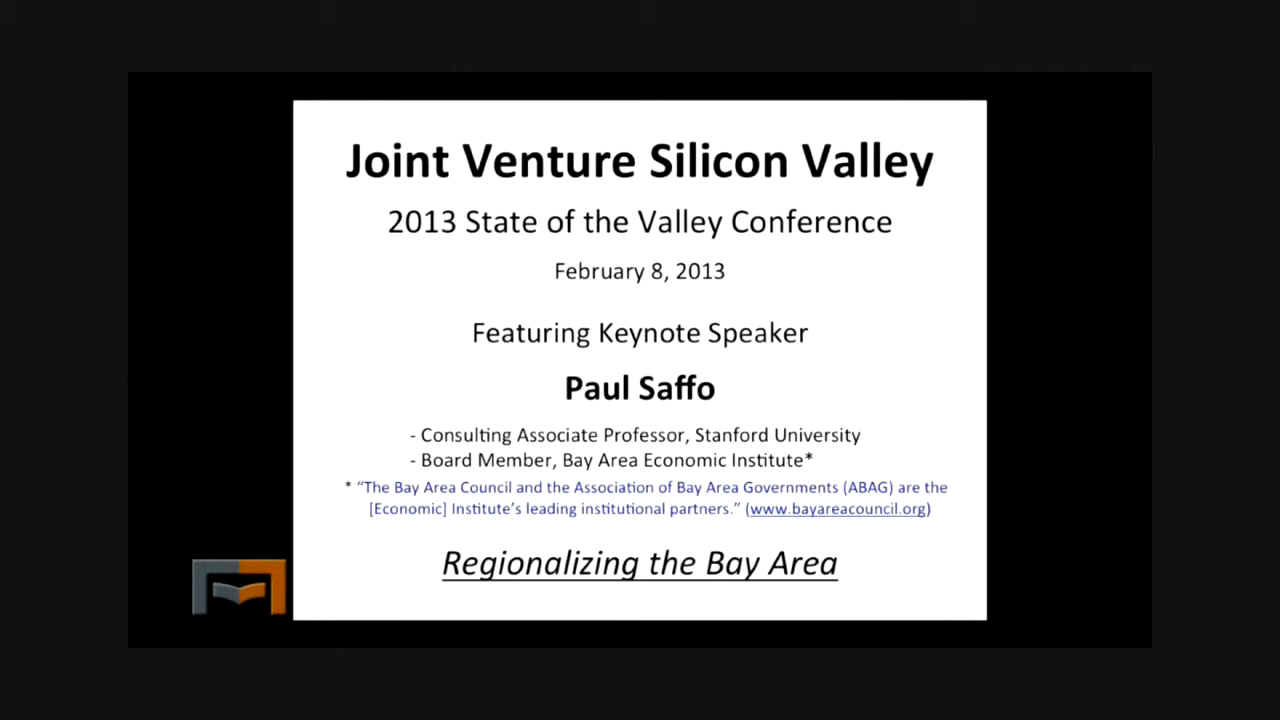 Joint Venture Silicon Valley
2013 State of the Valley Conference
February 8, 2013
Featuring Keynote Speaker
Paul Saffo
- Consulting Associate Professor, Stanford University
- Board Member, Bay Area Economic Institute*
* “The Bay Area Council and the Association of Bay Area Governments (ABAG) are the
[Economic] Institute’s leading institutional partners.” (www.bayareacouncil.org)
Regionalizing the Bay Area